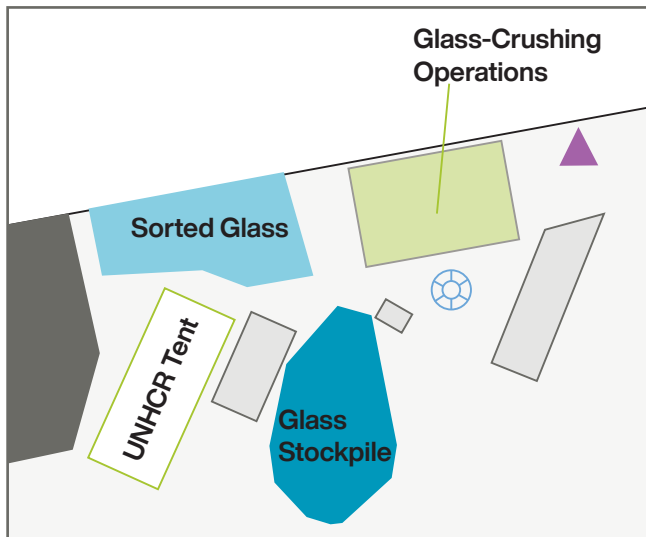 Glass-Crushing
Operations
Sorted Glass
UNHCR Tent
Glass
Stockpile